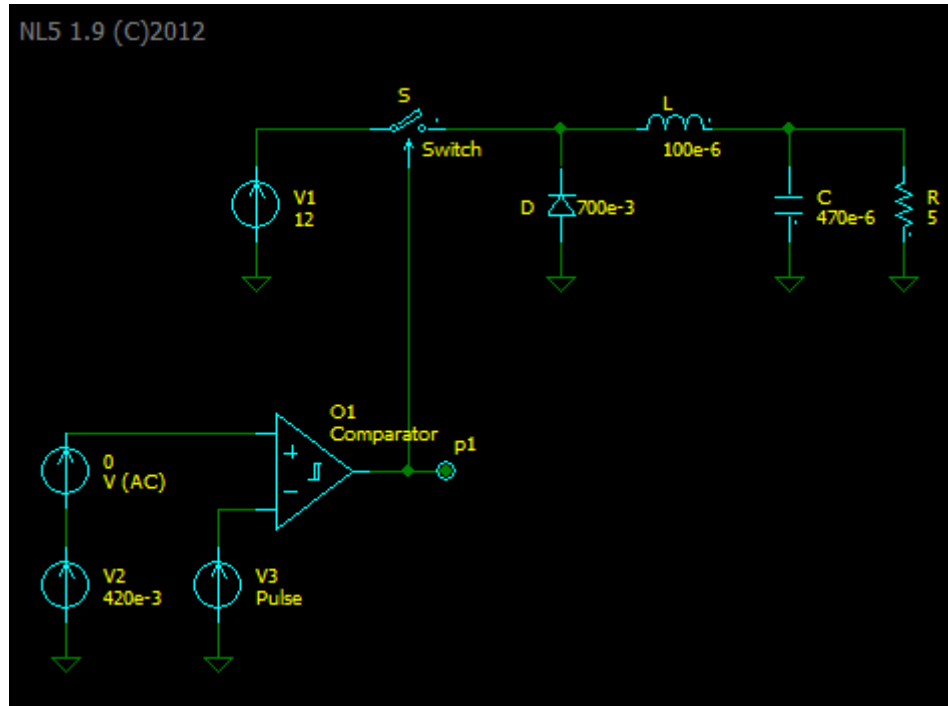 NL5 1.9 (C)2012
S
Switch
L
100e-6
V1
12
D
700e-3
C
470e-6
R
5
O1
Comparator
+
−
p1
0
V (AC)
V2
420e-3
V3
Pulse